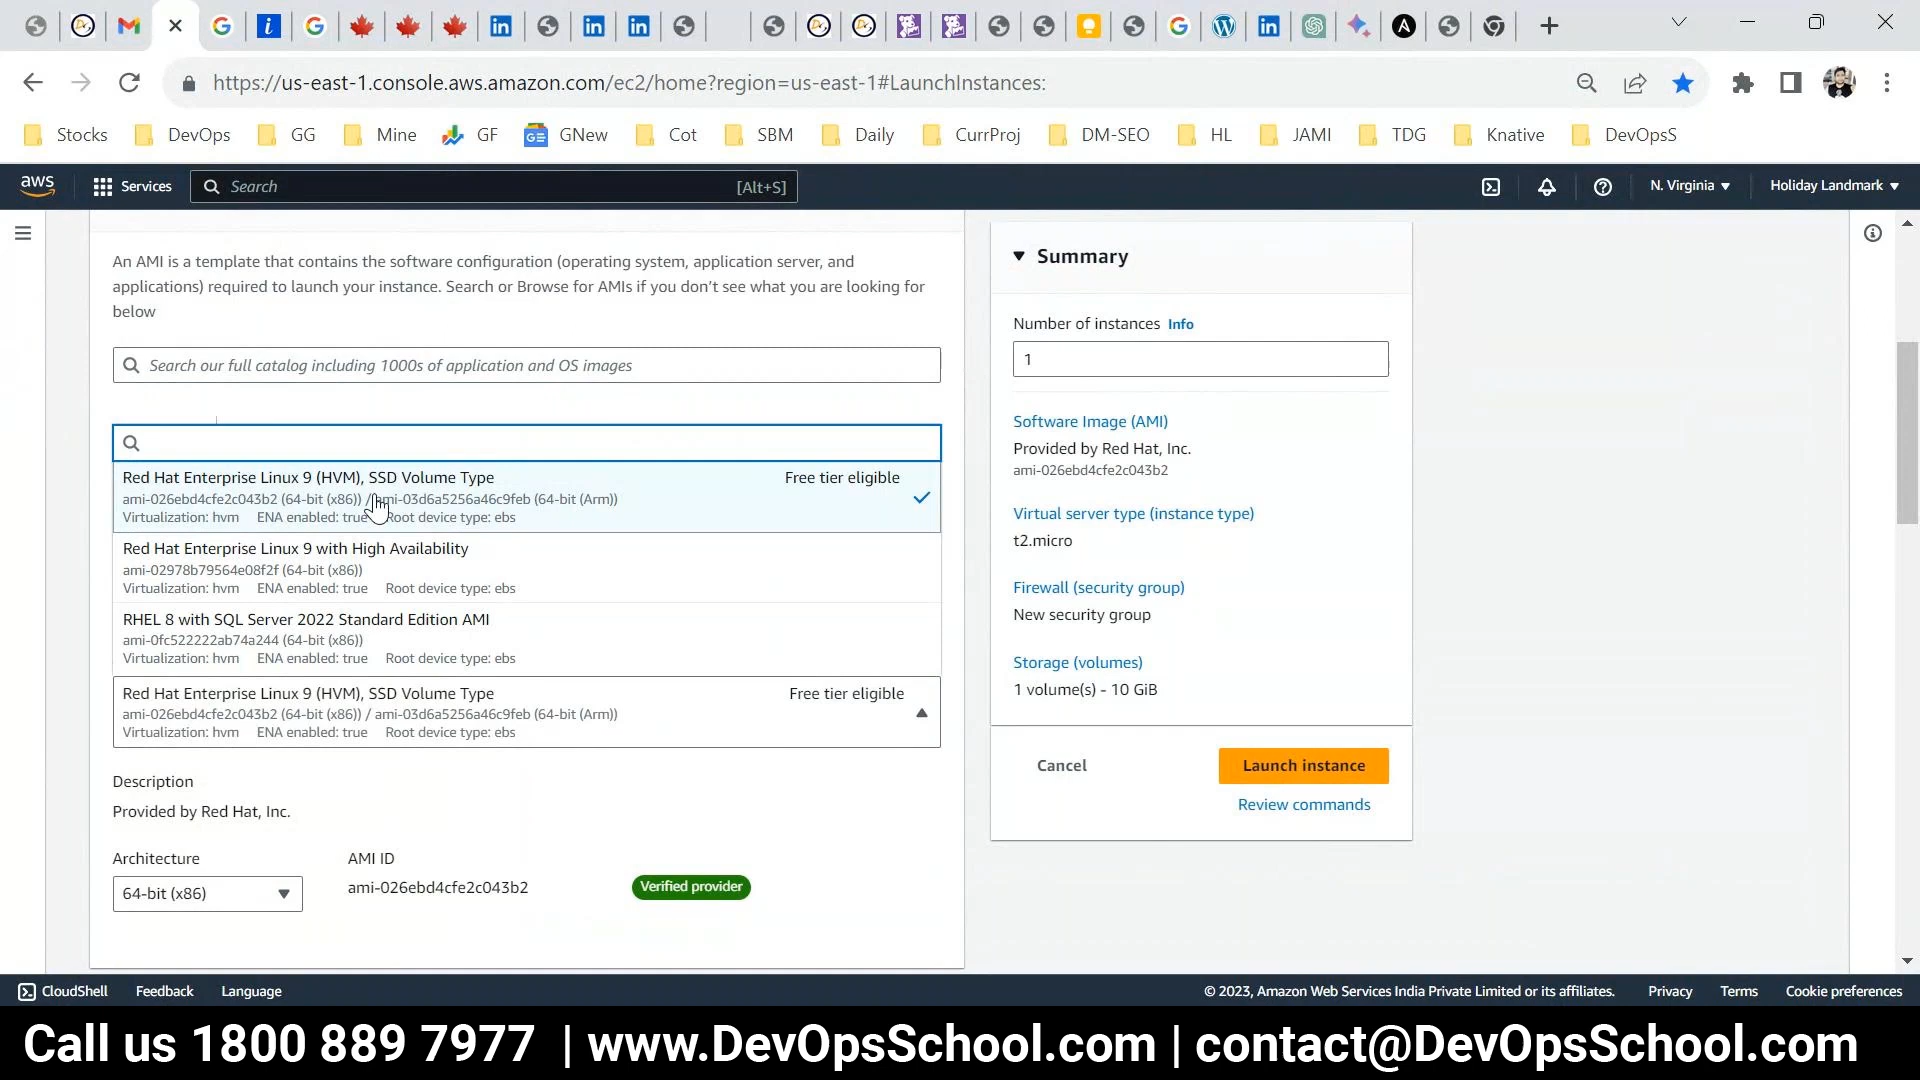 https://us-east-1.console.aws.amazon.com/ec2/home?region=us-east-1#LaunchInstances:
Stocks DevOps GG Mine GF GNew Cot SBM Daily CurrProj DM-SEO HL JAMI TDG Knative DevOpsS
aws Services Search [Alt+S] N. Virginia Holiday Landmark
An AMI is a template that contains the software configuration (operating system, application server, and
applications) required to launch your instance. Search or Browse for AMIs if you don't see what you are looking for
below
Search our full catalog including 1000s of application and OS images
Red Hat Enterprise Linux 9 (HVM), SSD Volume Type Free tier eligible
ami-026ebd4cfe2c043b2 (64-bit (x86)) / ami-03d6a5256a46c9feb (64-bit (Arm))
Virtualization: hvm ENA enabled: true Root device type: ebs
Red Hat Enterprise Linux 9 with High Availability
ami-02978b79564e08f2f (64-bit (x86))
Virtualization: hvm ENA enabled: true Root device type: ebs
RHEL 8 with SQL Server 2022 Standard Edition AMI
ami-0fc522222ab74a244 (64-bit (x86))
Virtualization: hvm ENA enabled: true Root device type: ebs
Red Hat Enterprise Linux 9 (HVM), SSD Volume Type Free tier eligible
ami-026ebd4cfe2c043b2 (64-bit (x86)) / ami-03d6a5256a46c9feb (64-bit (Arm))
Virtualization: hvm ENA enabled: true Root device type: ebs
Description
Provided by Red Hat, Inc.
Architecture AMI ID
64-bit (x86) ami-026ebd4cfe2c043b2 Verified provider
Summary
Number of instances Info
1
Software Image (AMI)
Provided by Red Hat, Inc.
ami-026ebd4cfe2c043b2
Virtual server type (instance type)
t2.micro
Firewall (security group)
New security group
Storage (volumes)
1 volume(s) - 10 GiB
Cancel Launch instance
Review commands
CloudShell Feedback Language © 2023, Amazon Web Services India Private Limited or its affiliates. Privacy Terms Cookie preferences
Call us 1800 889 7977 | www.DevOpsSchool.com | contact@DevOpsSchool.com